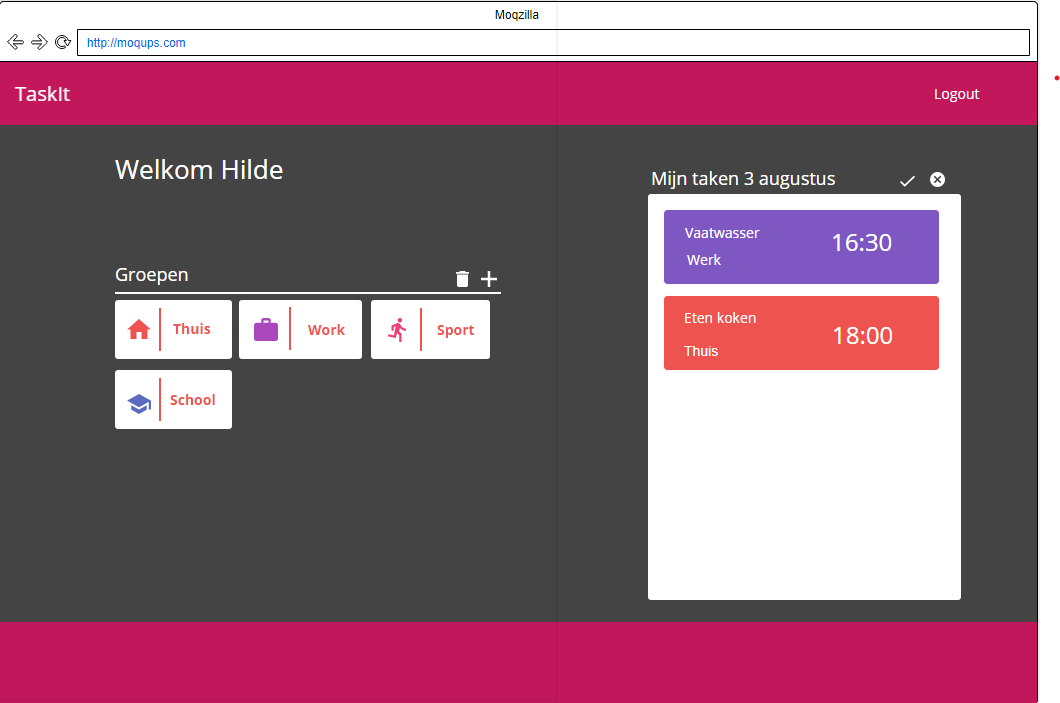 Moqzilla
http://moqups.com
TaskIt
Logout
Welkom Hilde
Groepen
Thuis
Work
Sport
School
Mijn taken 3 augustus
Vaatwasser
16:30
Werk
Eten koken
18:00
Thuis